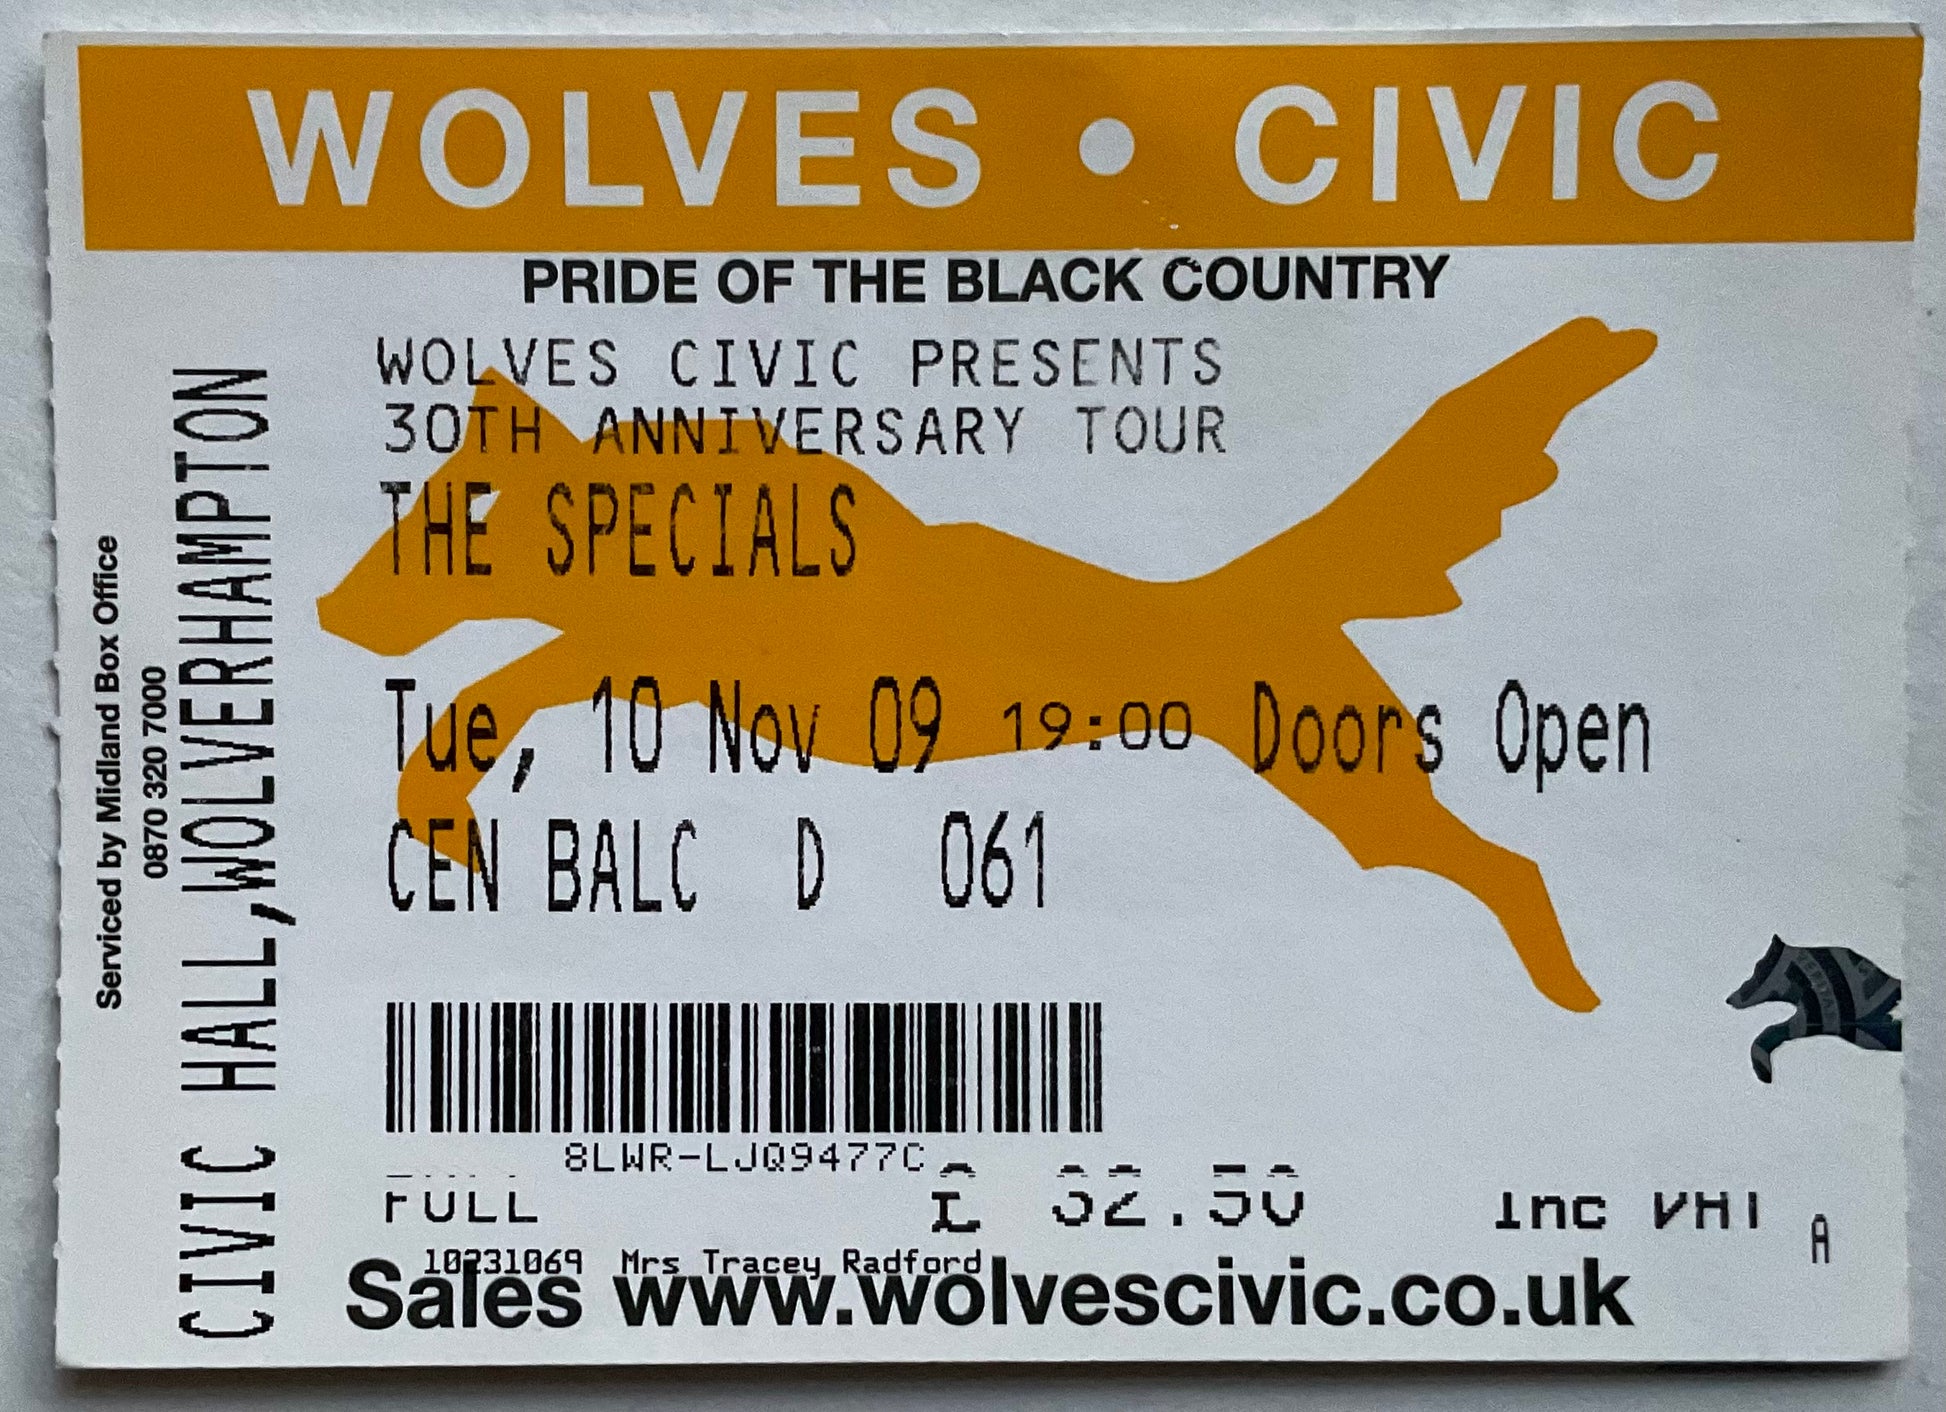 WOLVES • CIVIC
PRIDE OF THE BLACK COUNTRY
WOLVES CIVIC PRESENTS
30TH ANNIVERSARY TOUR
THE SPECIALS
Tue, 10 Nov 09 19:00 Doors Open
CEN BALC D 061
8LWR-LJQ9477C
FULL £ 32.50 inc VAT A
10231069 Mrs Tracey Radford
Sales www.wolvescivic.co.uk
Serviced by Midland Box Office
0870 320 7000
CIVIC HALL,WOLVERHAMPTON